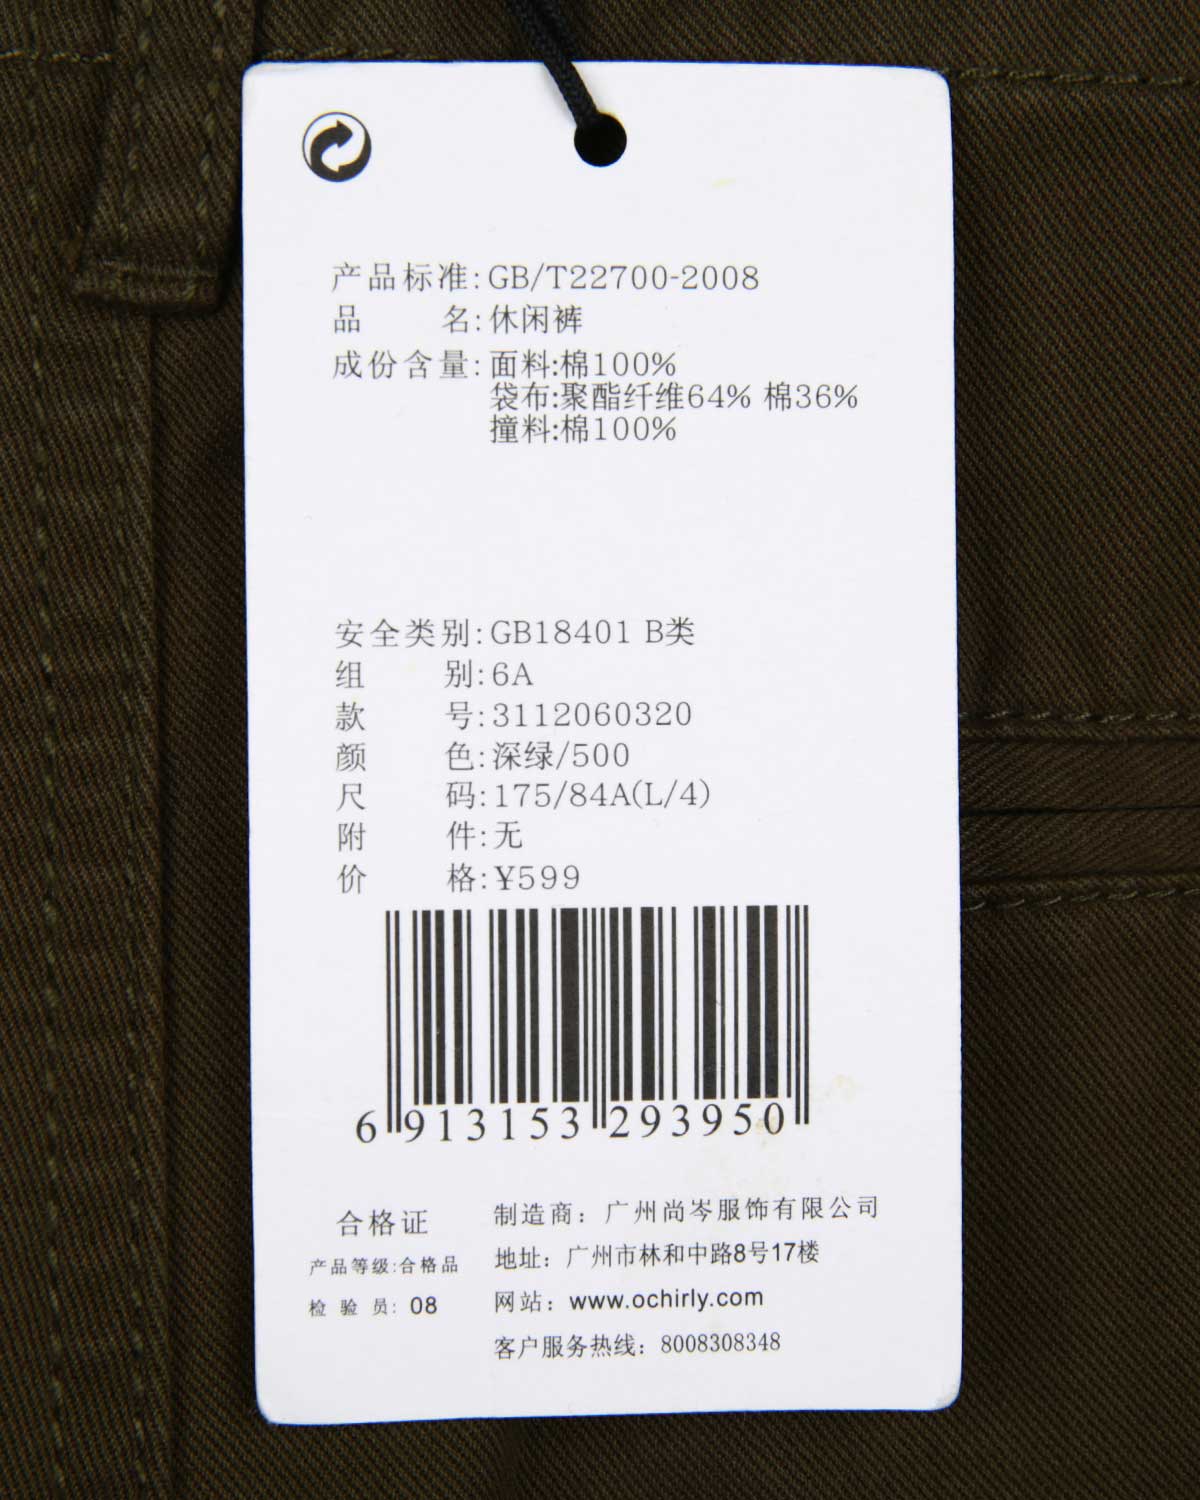 产品标准:GB/T22700-2008
品 名:休闲裤
成份含量:面料:棉100%
袋布:聚酯纤维64% 棉36%
撞料:棉100%
安全类别:GB18401 B类
组 别:6A
款 号:3112060320
颜 色:深绿/500
尺 码:175/84A(L/4)
附 件:无
价 格:¥599
6 913153 293950
合格证
产品等级:合格品
检 验 员: 08
制造商：广州尚岑服饰有限公司
地址：广州市林和中路8号17楼
网站：www.ochirly.com
客户服务热线：8008308348